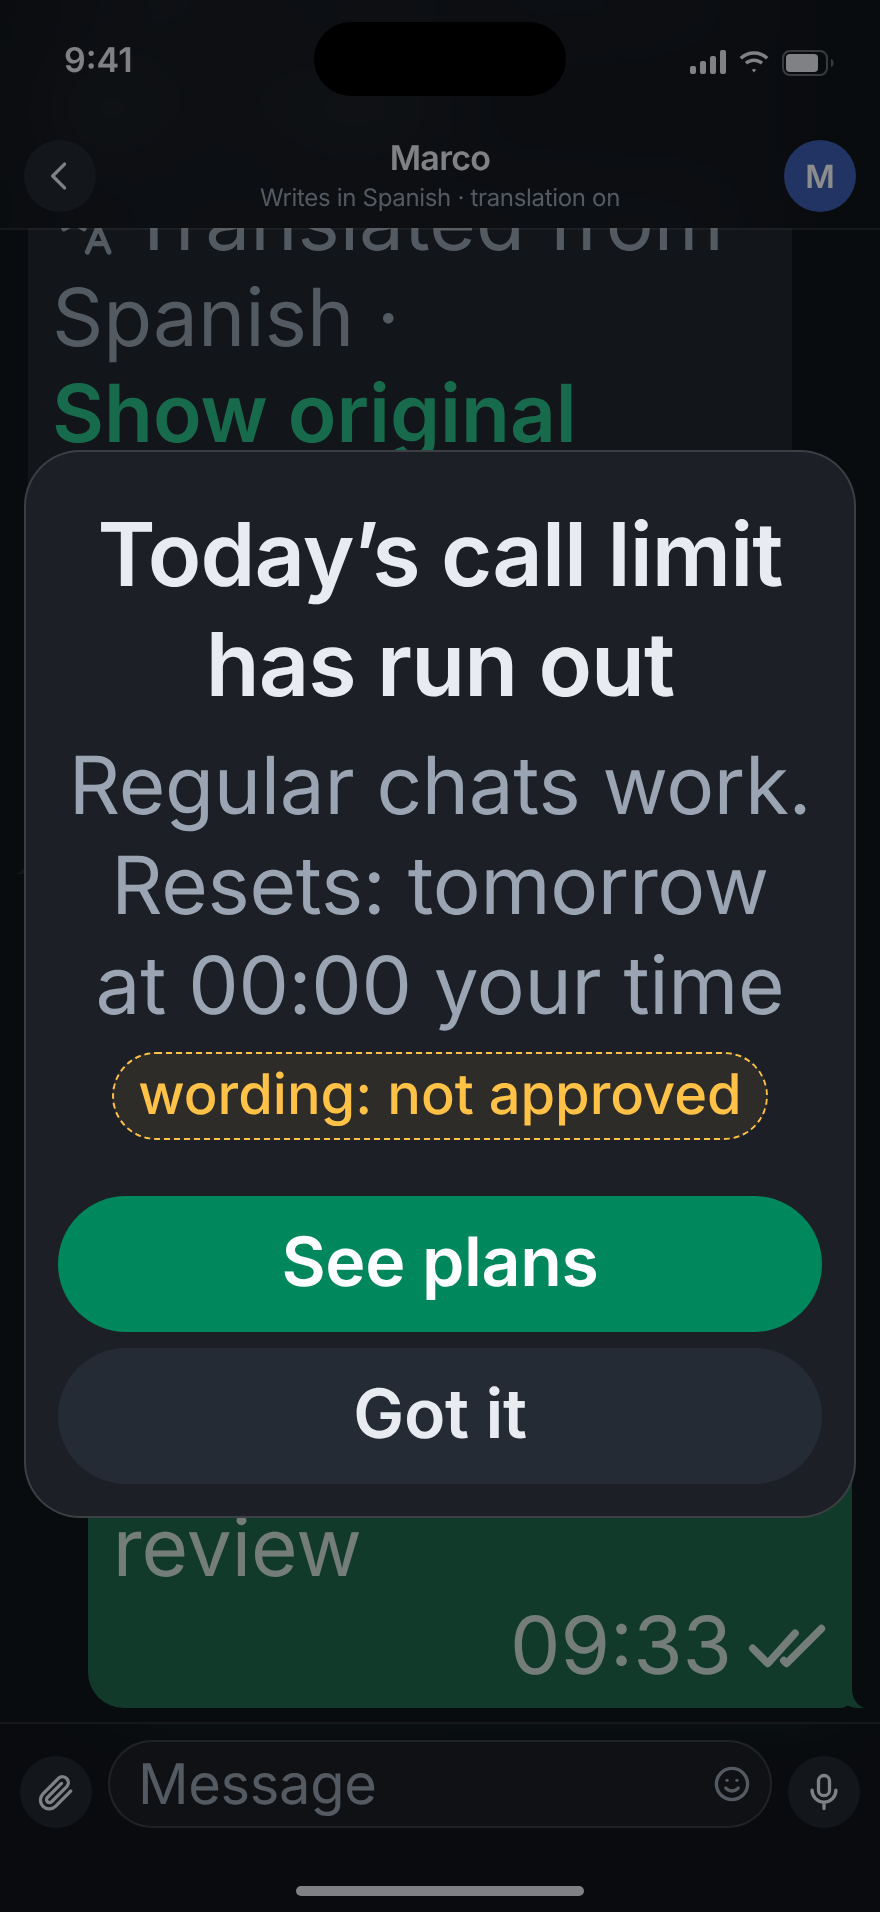 9:41
Marco
Writes in Spanish · translation on
M
Translated from
Spanish ·
Show original
Today’s call limit
has run out
Regular chats work.
Resets: tomorrow
at 00:00 your time
wording: not approved
See plans
Got it
review
09:33
Message